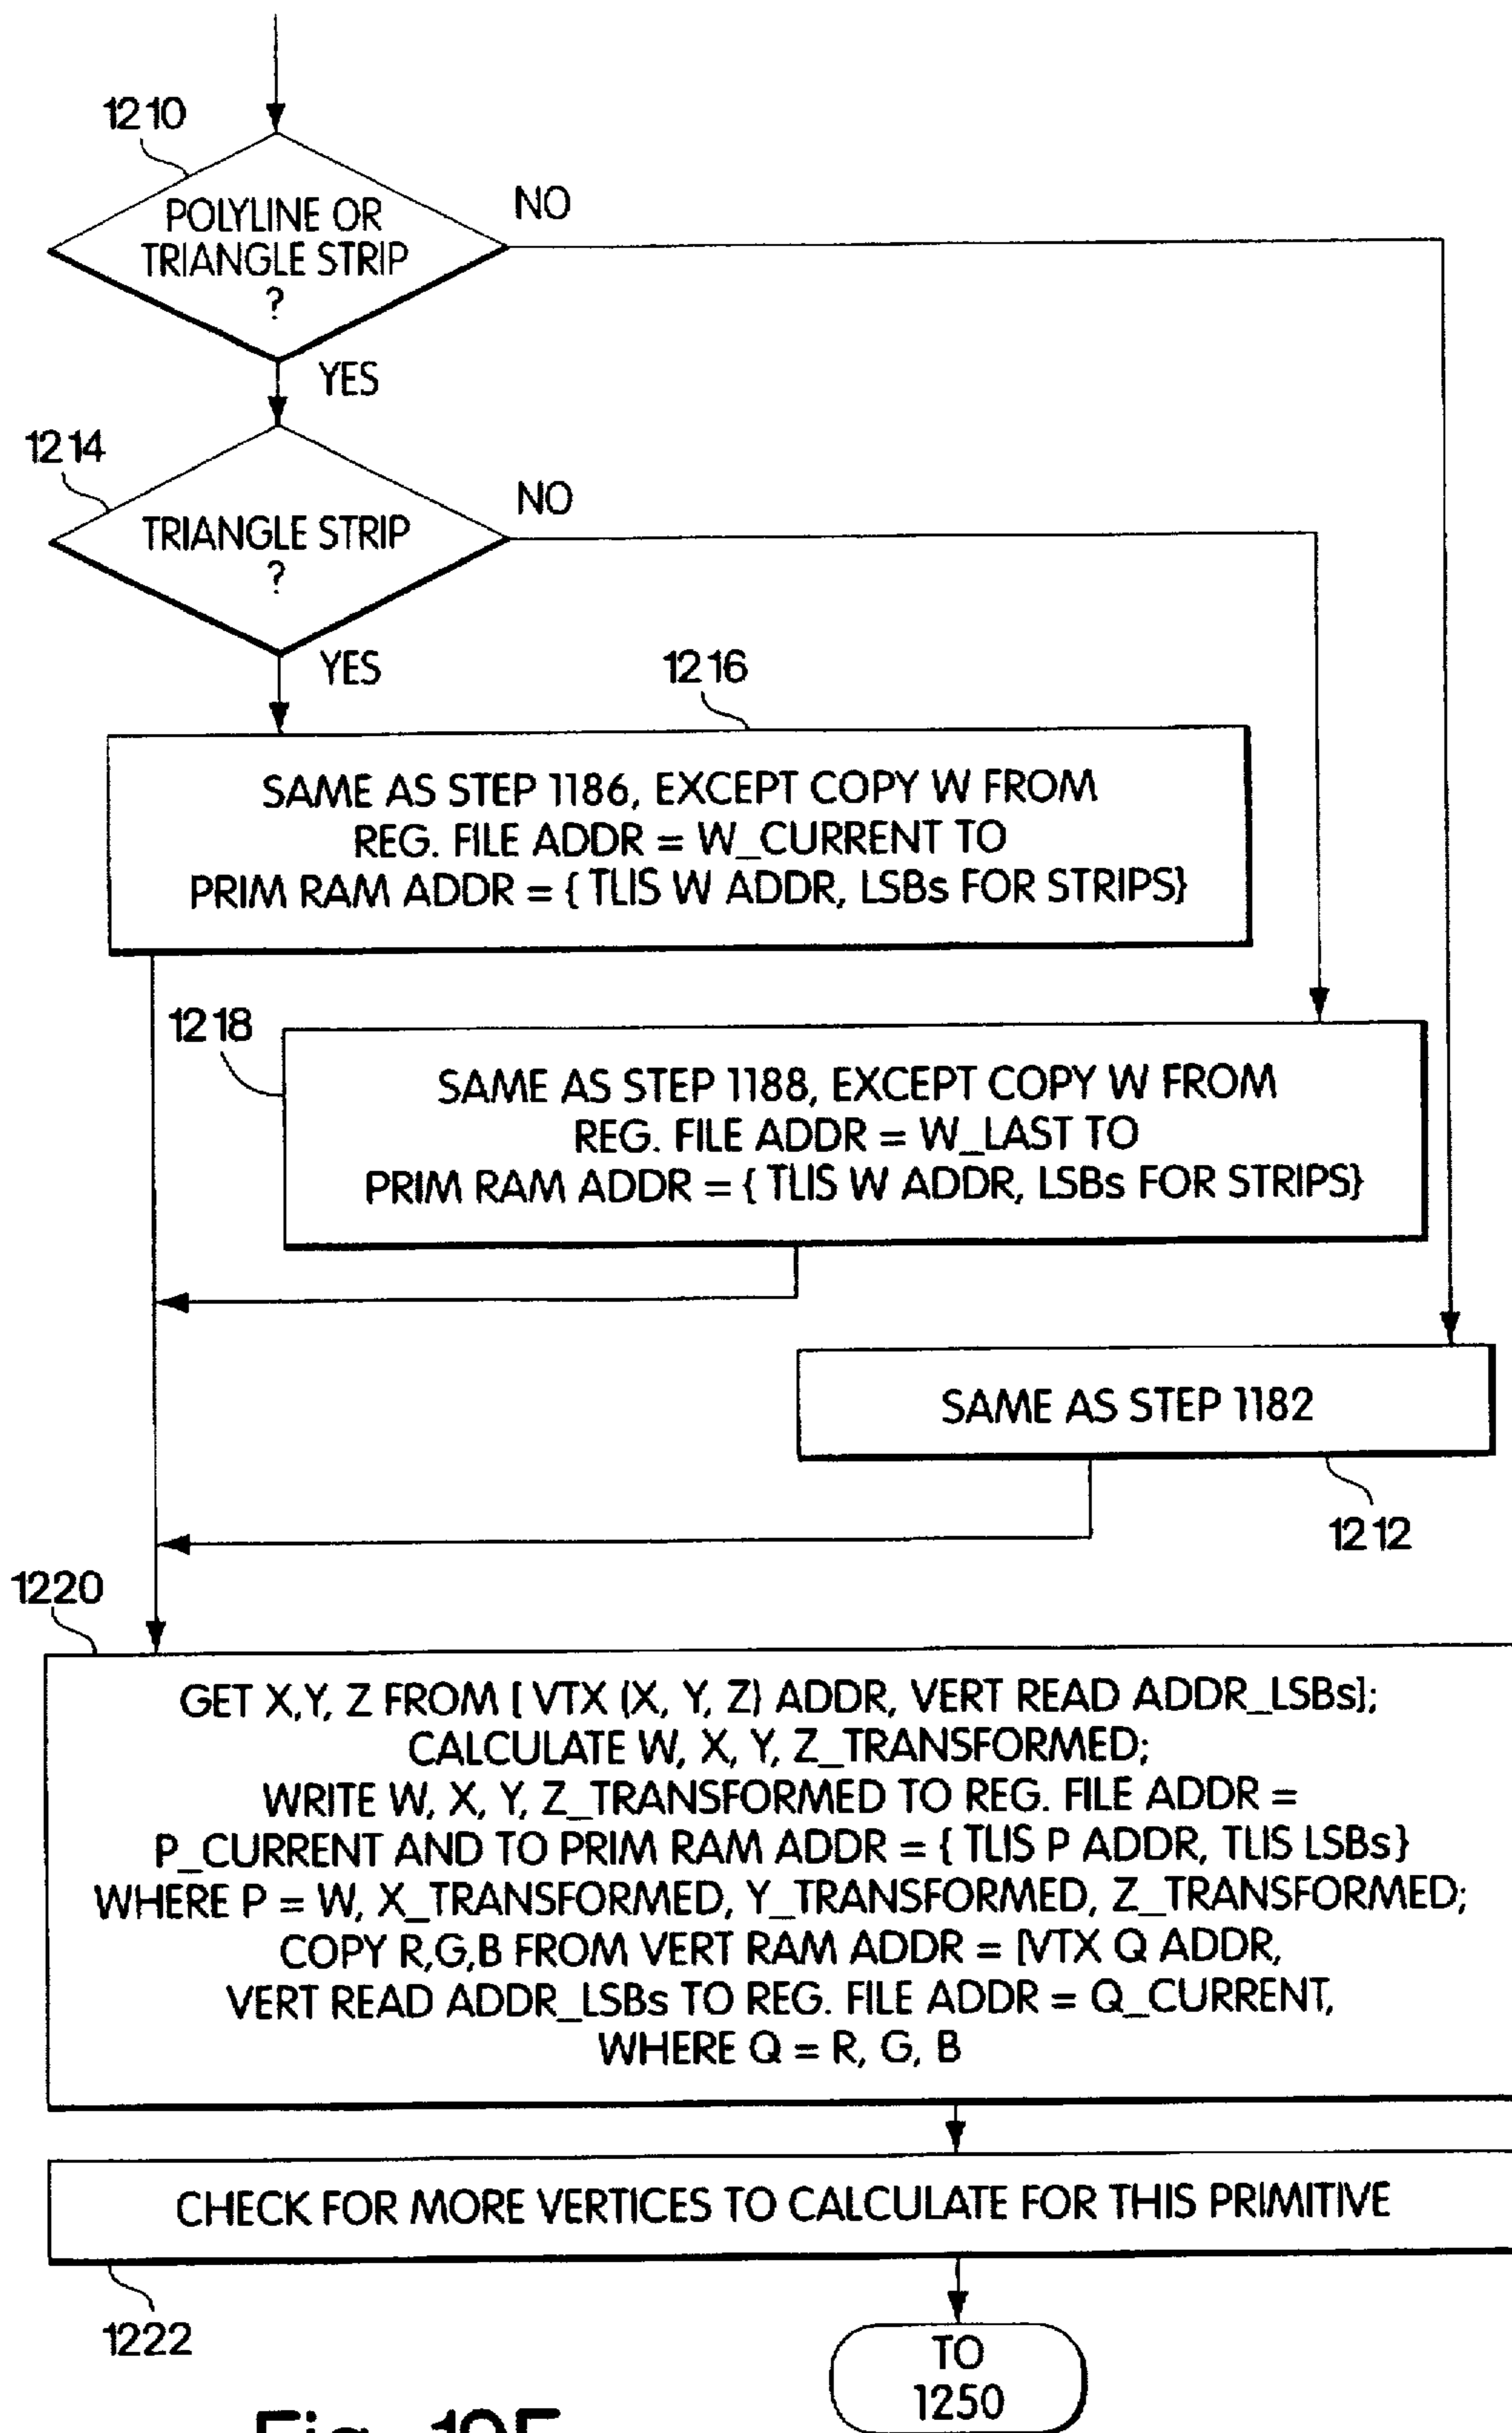 1210
POLYLINE OR
TRIANGLE STRIP
?
NO
YES
1214
TRIANGLE STRIP
?
NO
YES
1216
SAME AS STEP 1186, EXCEPT COPY W FROM
REG. FILE ADDR = W_CURRENT TO
PRIM RAM ADDR = { TLIS W ADDR, LSBs FOR STRIPS}
1218
SAME AS STEP 1188, EXCEPT COPY W FROM
REG. FILE ADDR = W_LAST TO
PRIM RAM ADDR = { TLIS W ADDR, LSBs FOR STRIPS}
SAME AS STEP 1182
1212
1220
GET X,Y, Z FROM [ VTX (X, Y, Z) ADDR, VERT READ ADDR_LSBs];
CALCULATE W, X, Y, Z_TRANSFORMED;
WRITE W, X, Y, Z_TRANSFORMED TO REG. FILE ADDR =
P_CURRENT AND TO PRIM RAM ADDR = { TLIS P ADDR, TLIS LSBs}
WHERE P = W, X_TRANSFORMED, Y_TRANSFORMED, Z_TRANSFORMED;
COPY R,G,B FROM VERT RAM ADDR = [VTX Q ADDR,
VERT READ ADDR_LSBs TO REG. FILE ADDR = Q_CURRENT,
WHERE Q = R, G, B
CHECK FOR MORE VERTICES TO CALCULATE FOR THIS PRIMITIVE
1222
TO
1250